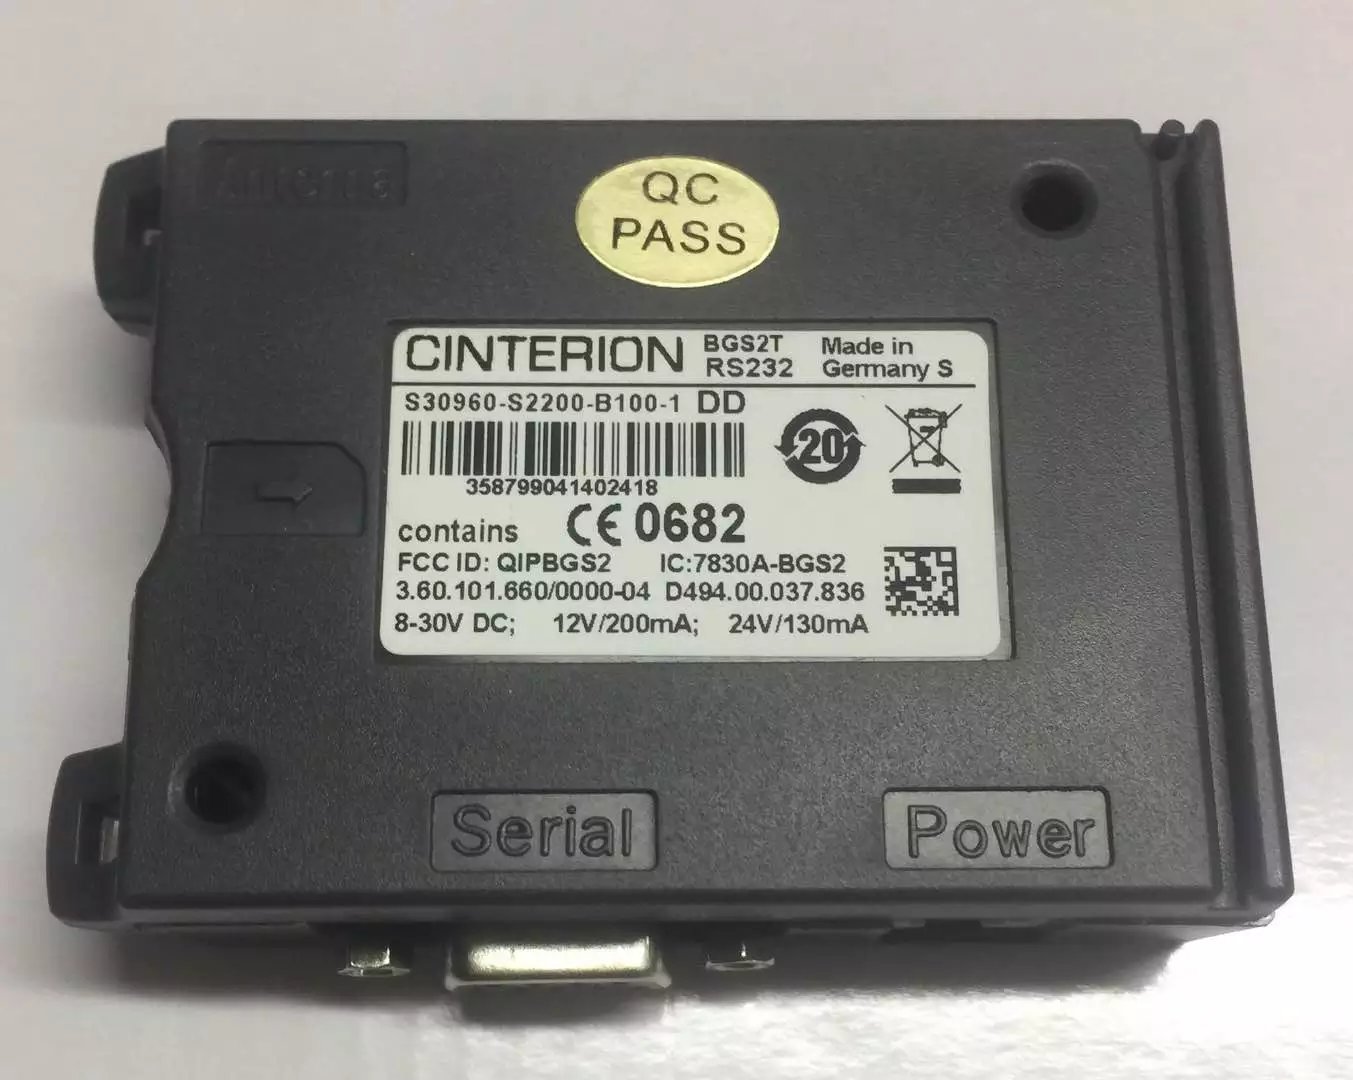 Antenna
QC
PASS
CINTERION BGS2T Made in
RS232 Germany S
S30960-S2200-B100-1 DD
20
358799041402418
contains CE 0682
FCC ID: QIPBGS2 IC:7830A-BGS2
3.60.101.660/0000-04 D494.00.037.836
8-30V DC; 12V/200mA; 24V/130mA
Serial Power